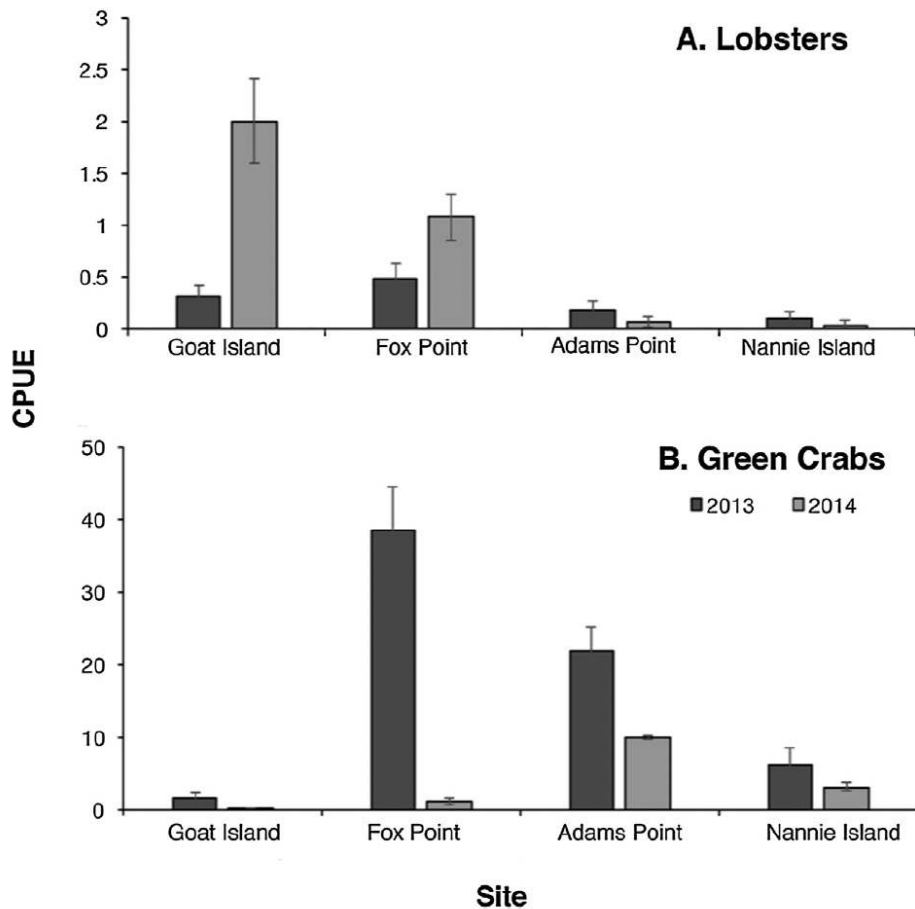 A. Lobsters
3
2.5
2
1.5
1
0.5
0
Goat Island Fox Point Adams Point Nannie Island
CPUE
B. Green Crabs
2013 2014
50
40
30
20
10
0
Goat Island Fox Point Adams Point Nannie Island
Site